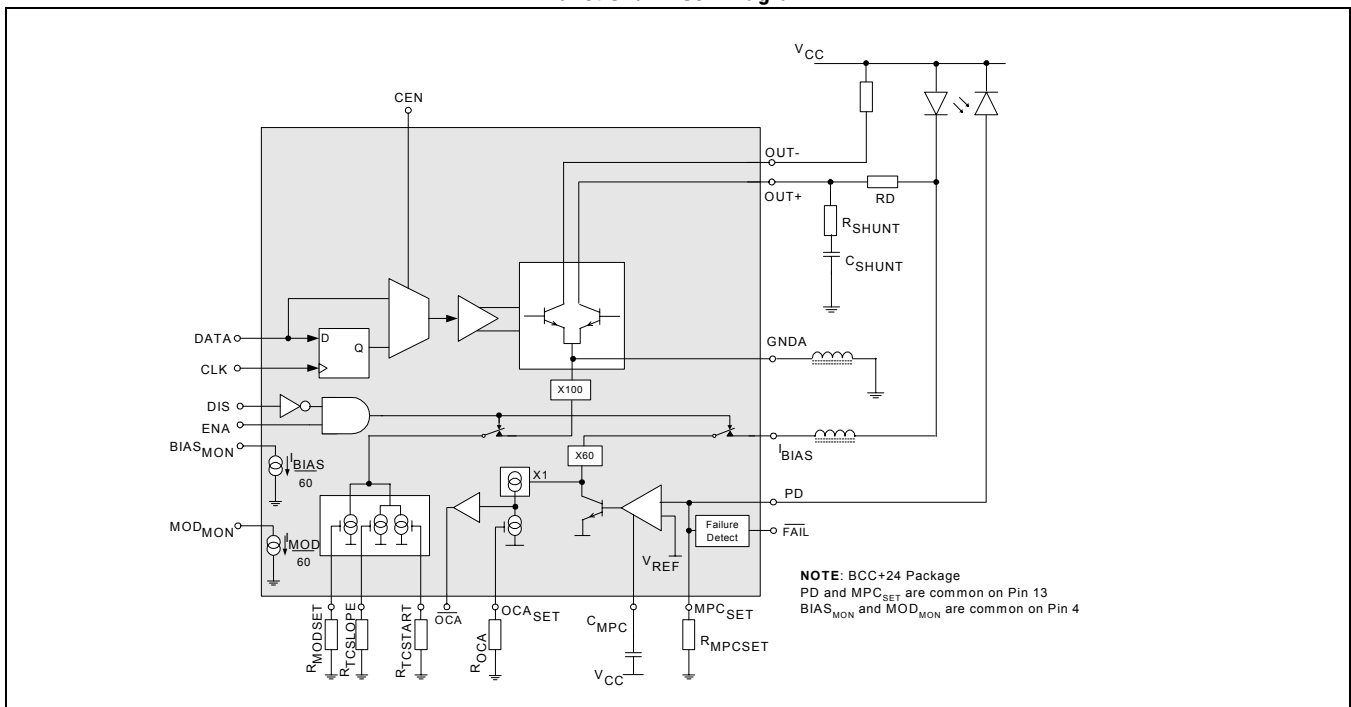 VCC
CEN
OUT-
OUT+
RD
RSHUNT
CSHUNT
DATA
D
Q
CLK
GNDA
X100
DIS
ENA
BIASMON
IBIAS
60
X60
IBIAS
X1
PD
MODMON
IMOD
60
VREF
Failure
Detect
FAIL
NOTE: BCC+24 Package
PD and MPCSET are common on Pin 13
BIASMON and MODMON are common on Pin 4
RMODSET
RTCSLOPE
RTCSTART
OCA
OCASET
ROCA
CMPC
VCC
MPCSET
RMPCSET